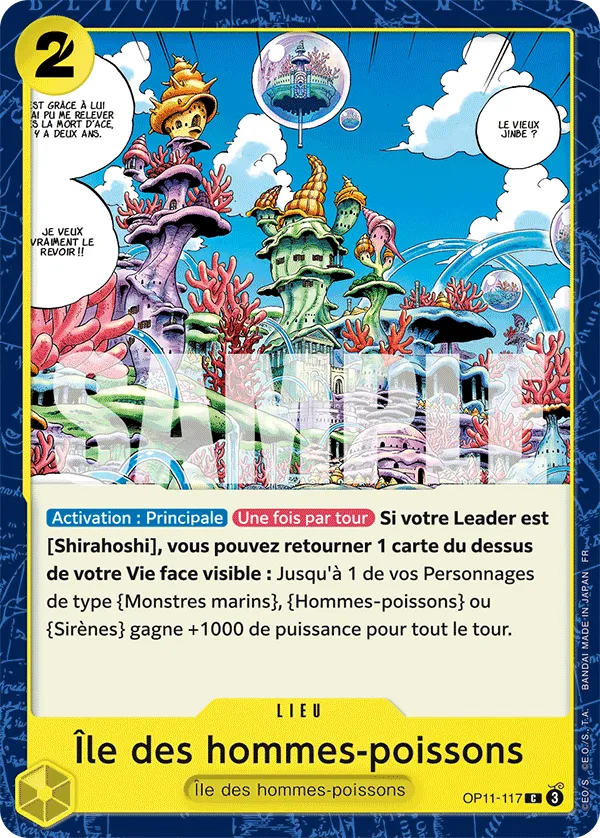 2
EST GRÂCE À LUI
AI PU ME RELEVER
ÈS LA MORT D'ACE,
Y A DEUX ANS.
LE VIEUX
JINBE ?
JE VEUX
VRAIMENT LE
REVOIR !!
SAMPLE
Activation : Principale Une fois par tour Si votre Leader est
[Shirahoshi], vous pouvez retourner 1 carte du dessus
de votre Vie face visible : Jusqu'à 1 de vos Personnages
de type {Monstres marins}, {Hommes-poissons} ou
{Sirènes} gagne +1000 de puissance pour tout le tour.
LIEU
Île des hommes-poissons
Île des hommes-poissons
OP11-117 C 3
©E.O./S. ©E.O./S.,T.A. BANDAI MADE IN JAPAN FR